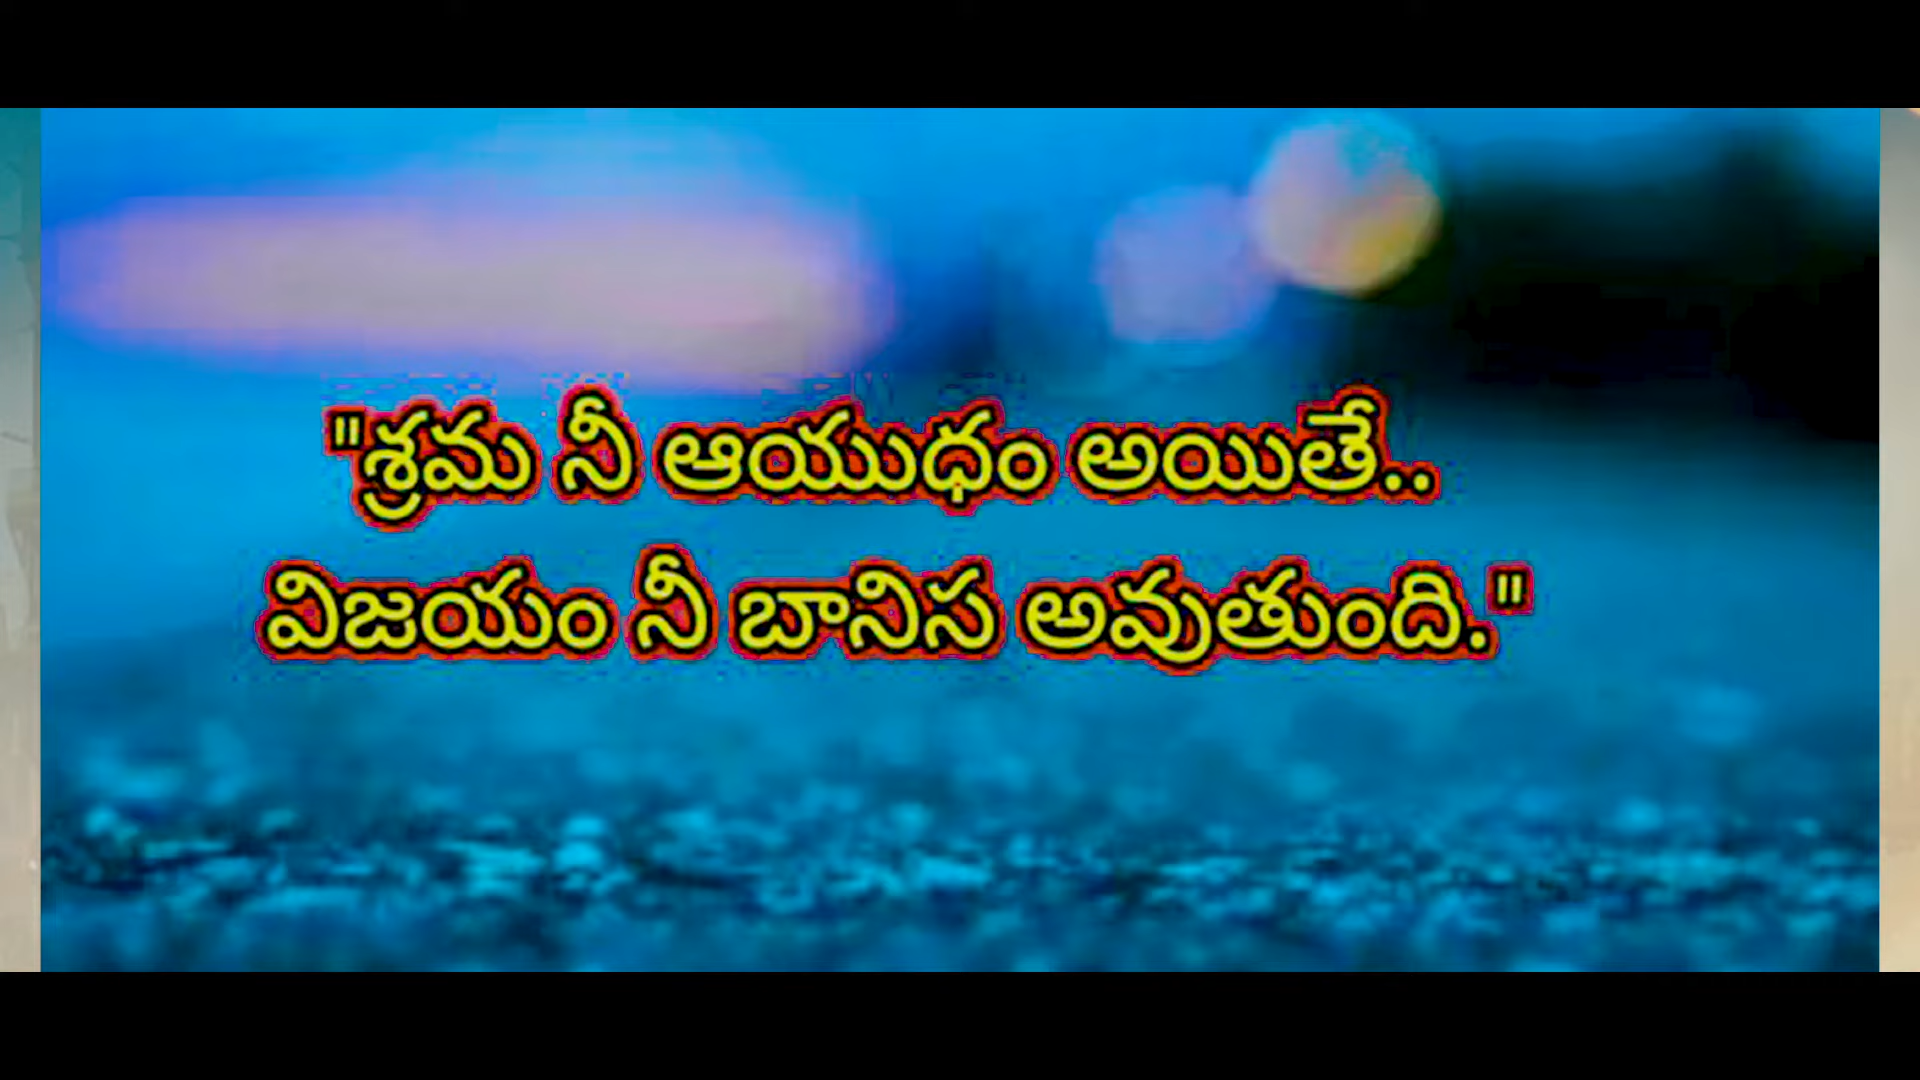 "శ్రమ నీ ఆయుధం అయితే..
విజయం నీ బానిస అవుతుంది."